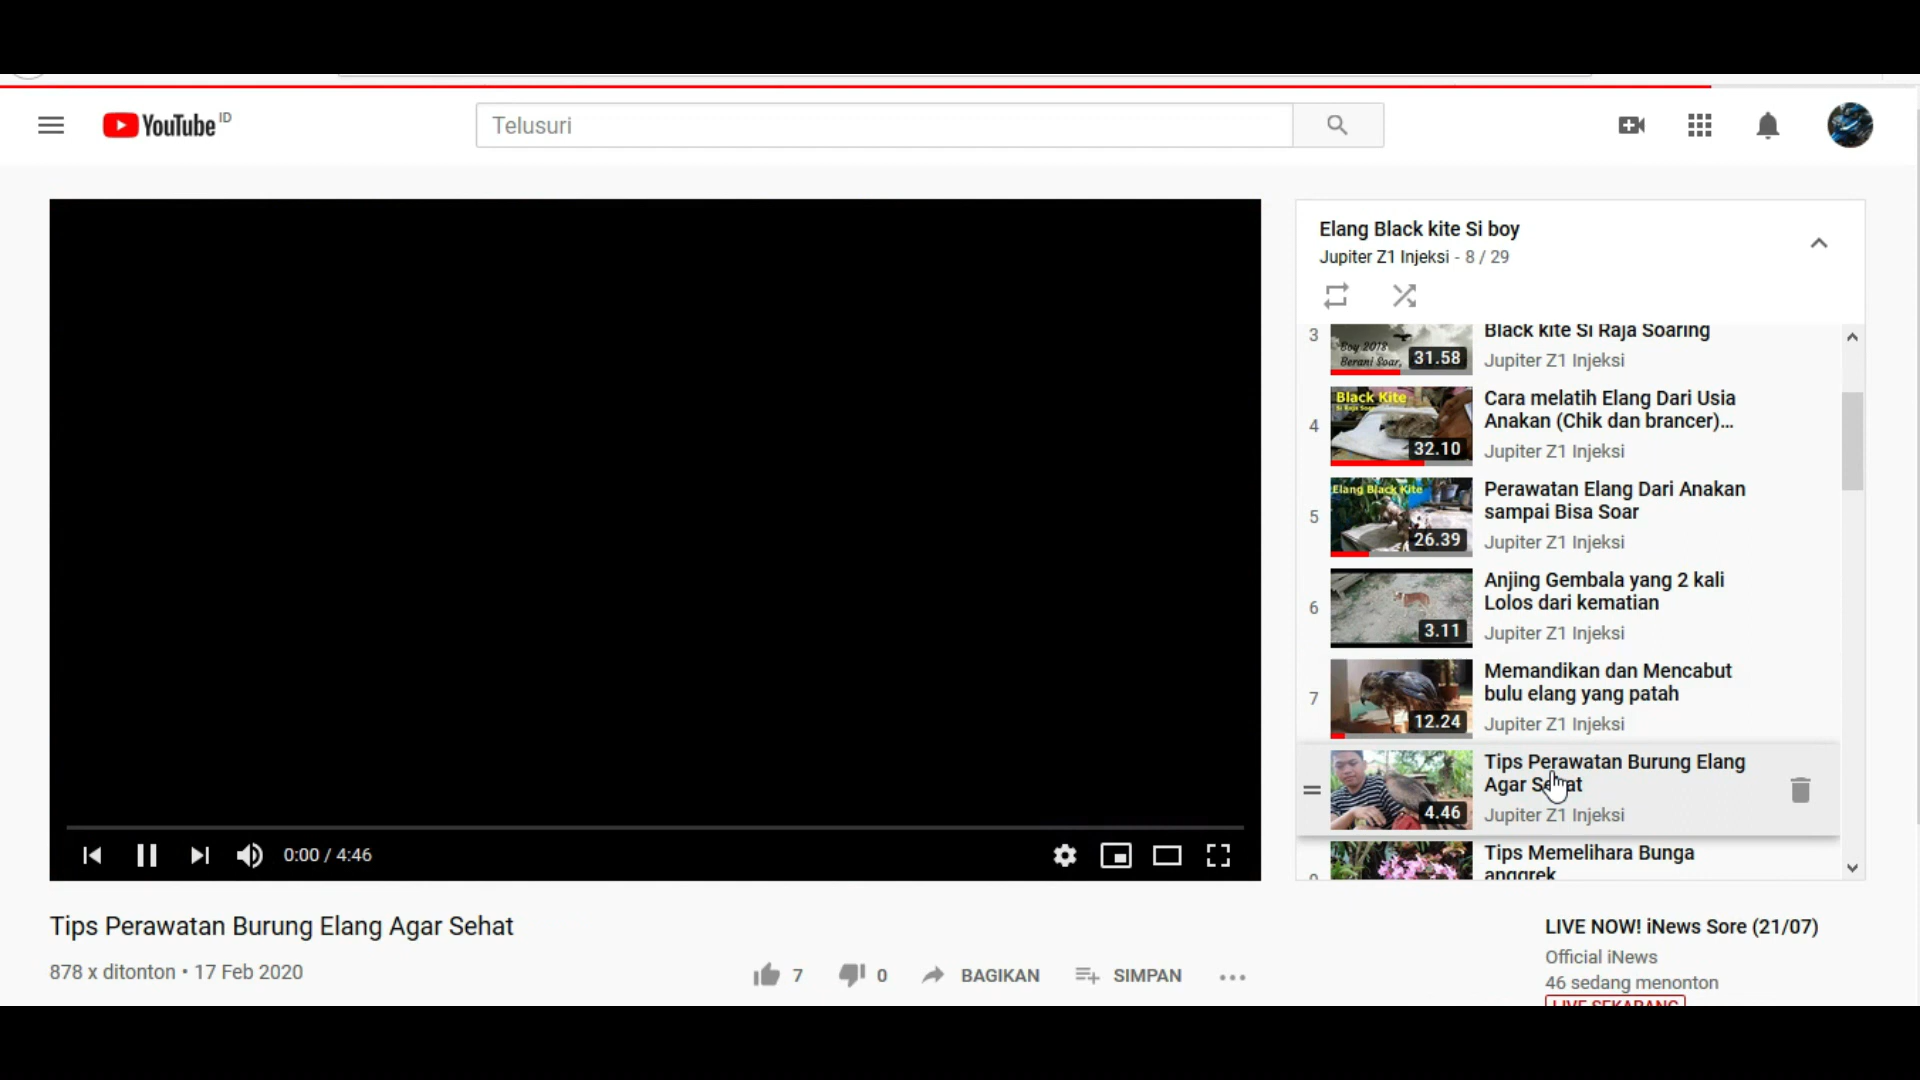 YouTube ID
Telusuri
Elang Black kite Si boy
Jupiter Z1 Injeksi - 8 / 29
3
Boy 2018
Berani Soar,
31.58
Black kite Si Raja Soaring
Jupiter Z1 Injeksi
4
Black Kite
32.10
Cara melatih Elang Dari Usia
Anakan (Chik dan brancer)...
Jupiter Z1 Injeksi
5
Elang Black Kite
26.39
Perawatan Elang Dari Anakan
sampai Bisa Soar
Jupiter Z1 Injeksi
6
3.11
Anjing Gembala yang 2 kali
Lolos dari kematian
Jupiter Z1 Injeksi
7
12.24
Memandikan dan Mencabut
bulu elang yang patah
Jupiter Z1 Injeksi
4.46
Tips Perawatan Burung Elang
Agar Sehat
Jupiter Z1 Injeksi
Tips Memelihara Bunga
anggrek
0:00 / 4:46
Tips Perawatan Burung Elang Agar Sehat
878 x ditonton • 17 Feb 2020
7
0
BAGIKAN
SIMPAN
LIVE NOW! iNews Sore (21/07)
Official iNews
46 sedang menonton
LIVE SEKARANG